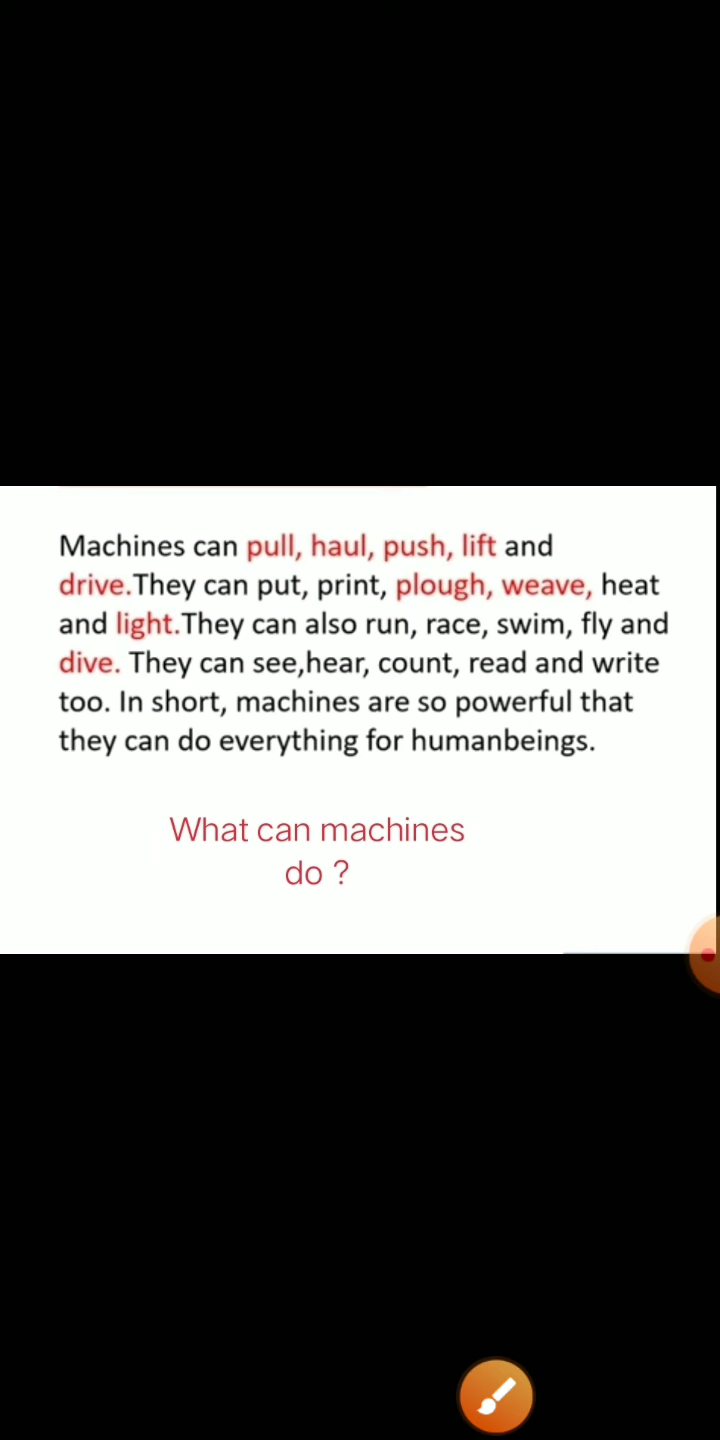 Machines can pull, haul, push, lift and
drive.They can put, print, plough, weave, heat
and light.They can also run, race, swim, fly and
dive. They can see,hear, count, read and write
too. In short, machines are so powerful that
they can do everything for humanbeings.
What can machines
do ?